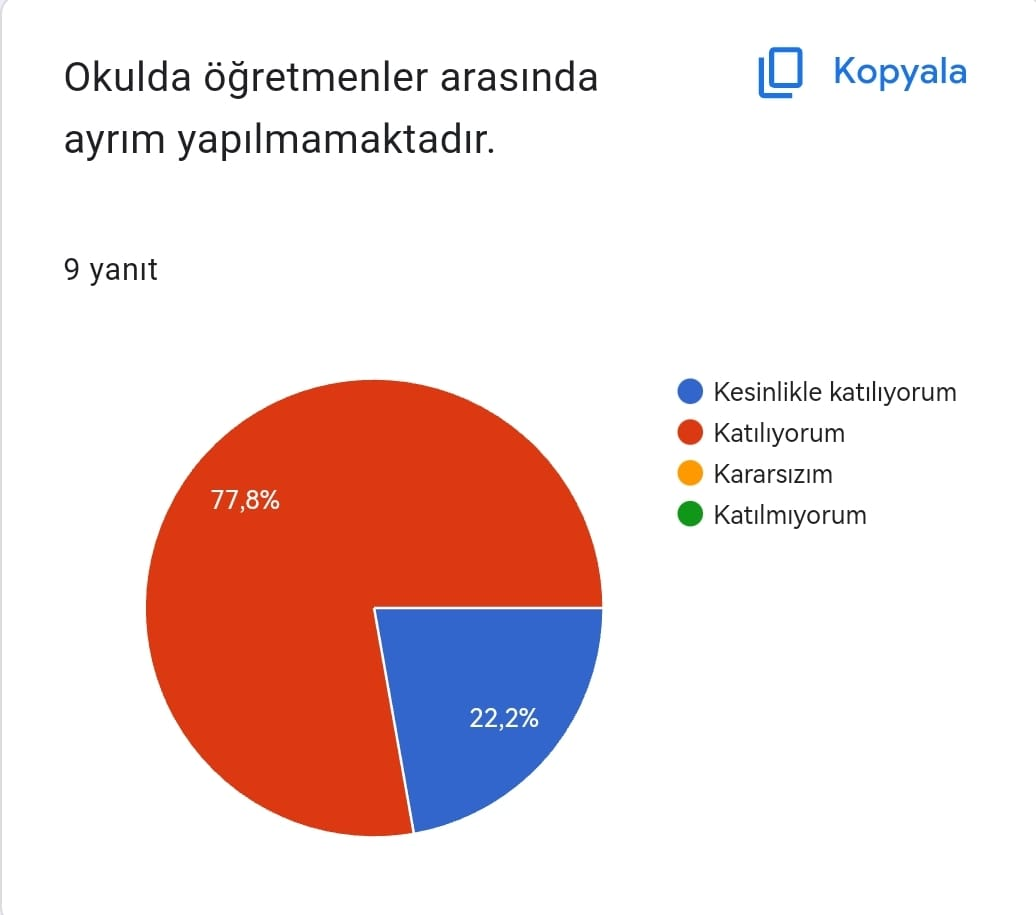 Okulda öğretmenler arasında
ayrım yapılmamaktadır.
Kopyala
9 yanıt
Kesinlikle katılıyorum
Katılıyorum
Kararsızım
Katılmıyorum
77,8%
22,2%